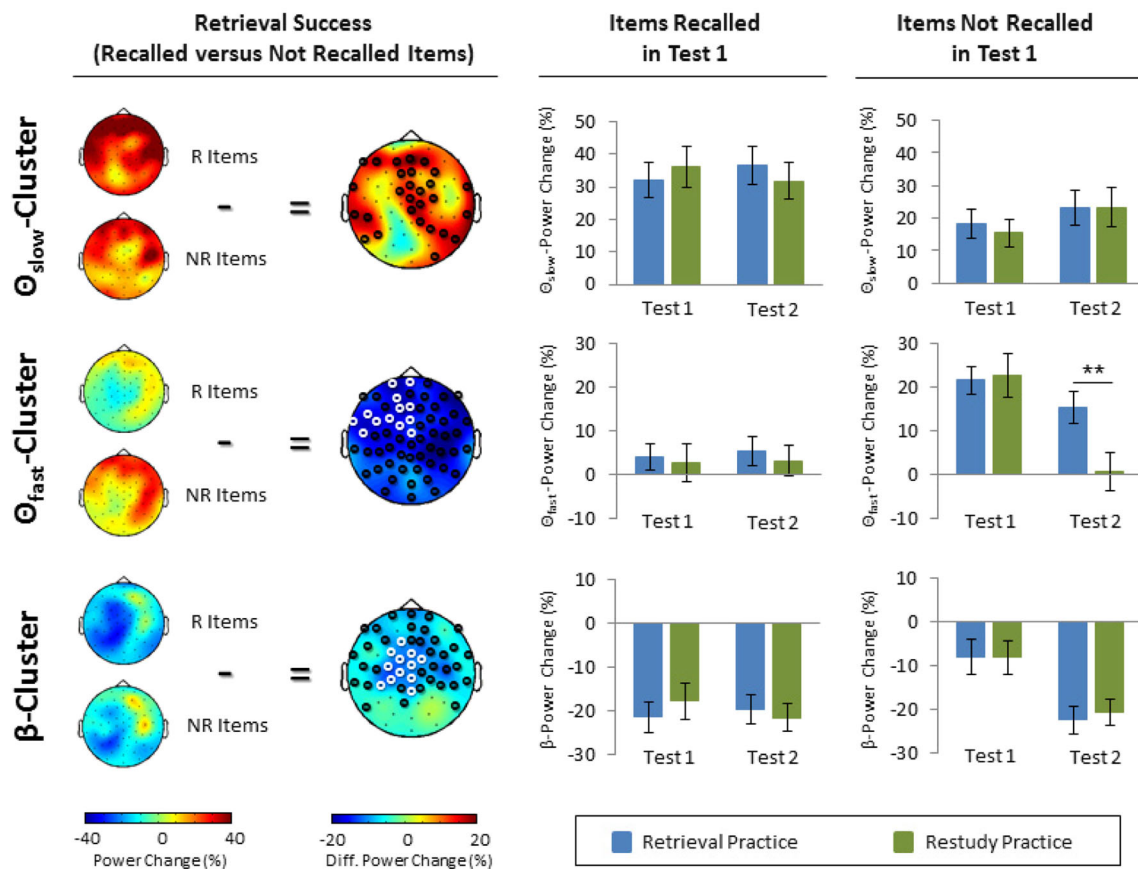 Retrieval Success
(Recalled versus Not Recalled Items)
Items Recalled
in Test 1
Items Not Recalled
in Test 1
Θslow-Cluster
R Items
-
=
NR Items
Θslow-Power Change (%)
50
40
30
20
10
0
Test 1
Test 2
Θslow-Power Change (%)
50
40
30
20
10
0
Test 1
Test 2
Θfast-Cluster
R Items
-
=
NR Items
Θfast-Power Change (%)
30
20
10
0
-10
Test 1
Test 2
Θfast-Power Change (%)
30
20
10
0
-10
**
Test 1
Test 2
β-Cluster
R Items
-
=
NR Items
β-Power Change (%)
10
0
-10
-20
-30
Test 1
Test 2
β-Power Change (%)
10
0
-10
-20
-30
Test 1
Test 2
-40 0 40
Power Change (%)
-20 0 20
Diff. Power Change (%)
Retrieval Practice
Restudy Practice